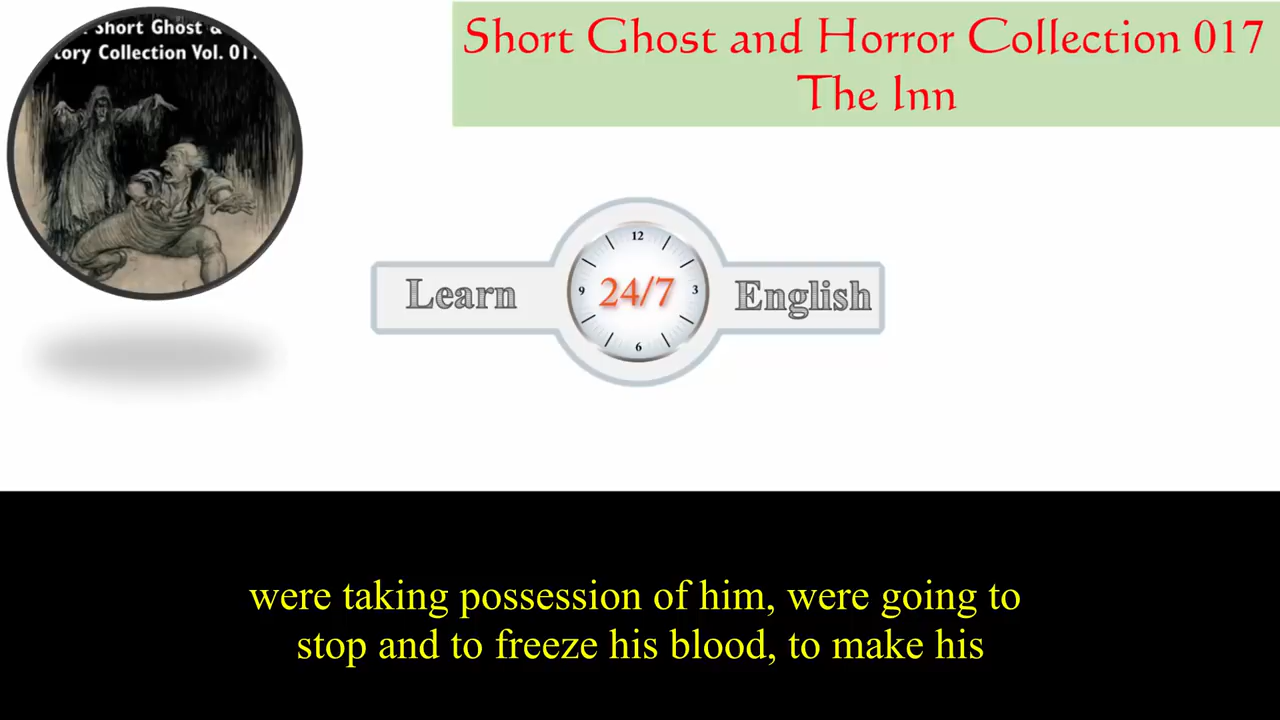 Short Ghost &
tory Collection Vol. 01
Short Ghost and Horror Collection 017
The Inn
Learn
24/7
English
12
9
3
6
were taking possession of him, were going to
stop and to freeze his blood, to make his